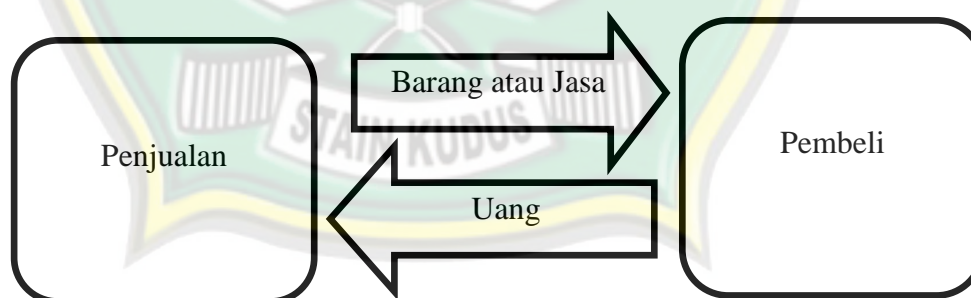 Barang atau Jasa
Penjualan
Pembeli
Uang
STAIN KUDUS